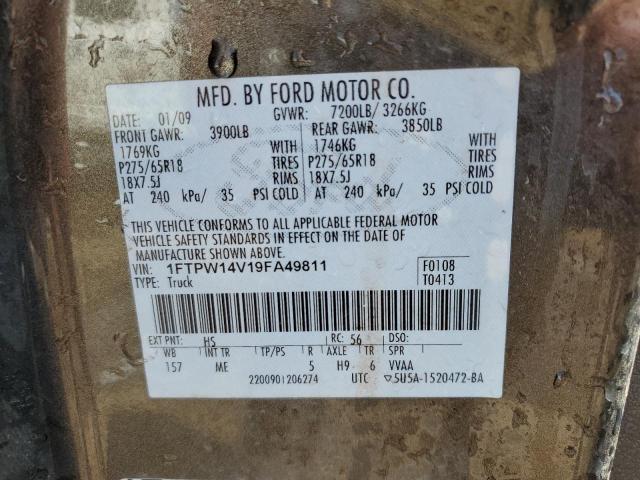 MFD. BY FORD MOTOR CO.
DATE: 01/09 GVWR: 7200LB/ 3266KG
FRONT GAWR: 3900LB REAR GAWR: 3850LB
1769KG WITH 1746KG WITH
P275/65R18 TIRES P275/65R18 TIRES
18X7.5J RIMS 18X7.5J RIMS
AT 240 kPa/ 35 PSI COLD AT 240 kPa/ 35 PSI COLD
THIS VEHICLE CONFORMS TO ALL APPLICABLE FEDERAL MOTOR
VEHICLE SAFETY STANDARDS IN EFFECT ON THE DATE OF
MANUFACTURE SHOWN ABOVE.
VIN: 1FTPW14V19FA49811 F0108
TYPE: Truck T0413
EXT PNT: HS RC: 56 DSO:
WB INT TR TP/PS R AXLE TR SPR
157 ME 5 H9 6 VVAA
2200901206274 UTC ▽5U5A-1520472-BA